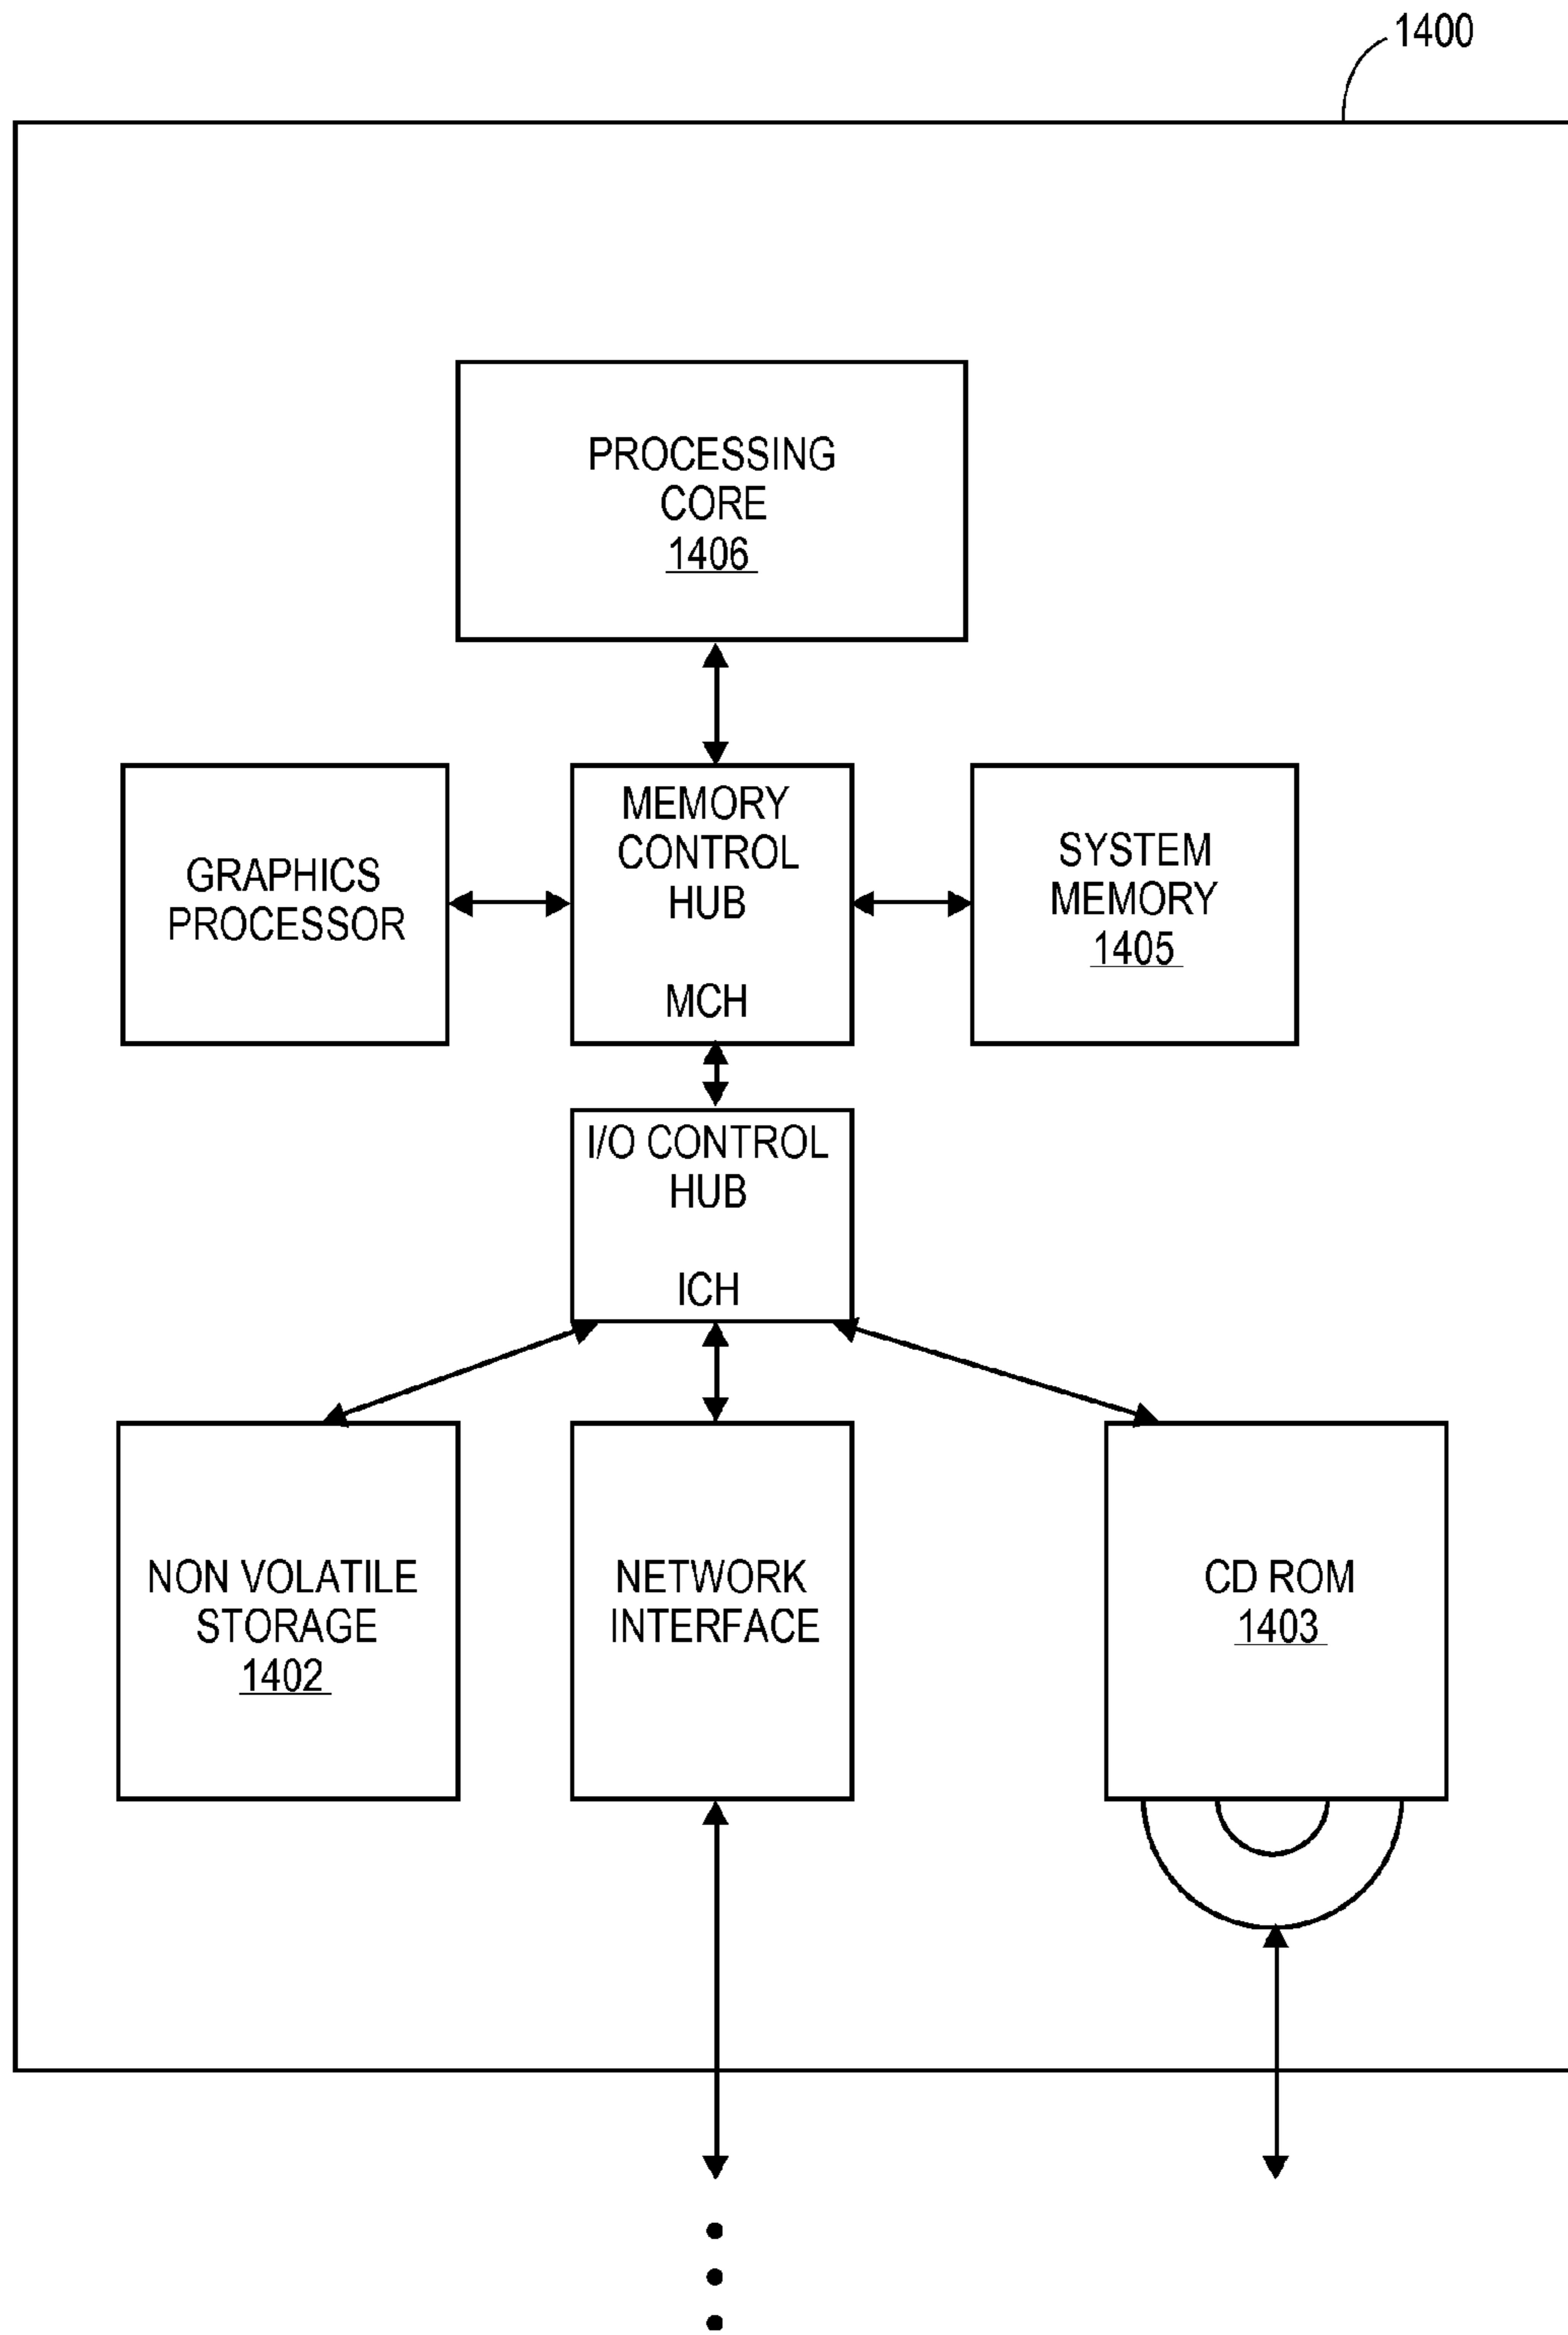 1400
PROCESSING
CORE
1406
GRAPHICS
PROCESSOR
MEMORY
CONTROL
HUB
MCH
SYSTEM
MEMORY
1405
I/O CONTROL
HUB
ICH
NON VOLATILE
STORAGE
1402
NETWORK
INTERFACE
CD ROM
1403